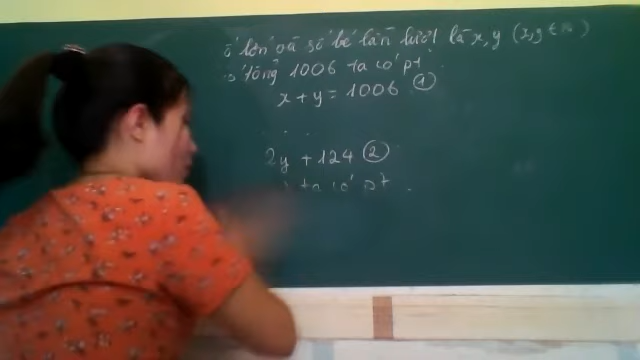 lớn và số bé lần lượt là x, y (x, y ∈ N)
tổng 1006 ta có pt
x + y = 1006 ①
. . .
2y + 124 ②
ta có pt .